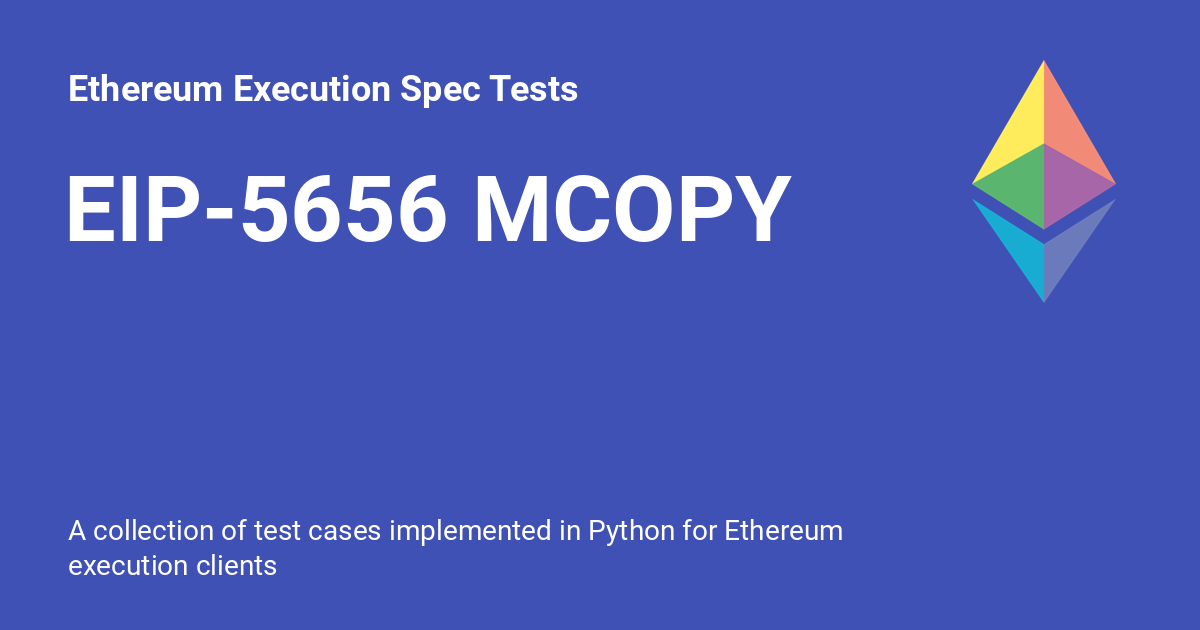 Ethereum Execution Spec Tests
EIP-5656 MCOPY
A collection of test cases implemented in Python for Ethereum
execution clients